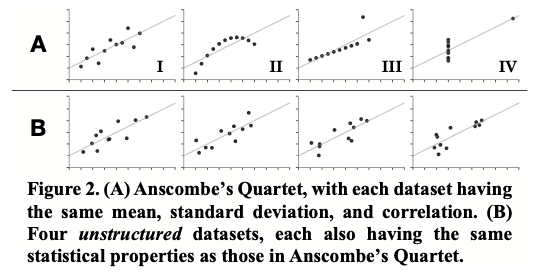 A
I
II
III
IV
B
Figure 2. (A) Anscombe's Quartet, with each dataset having
the same mean, standard deviation, and correlation. (B)
Four unstructured datasets, each also having the same
statistical properties as those in Anscombe's Quartet.